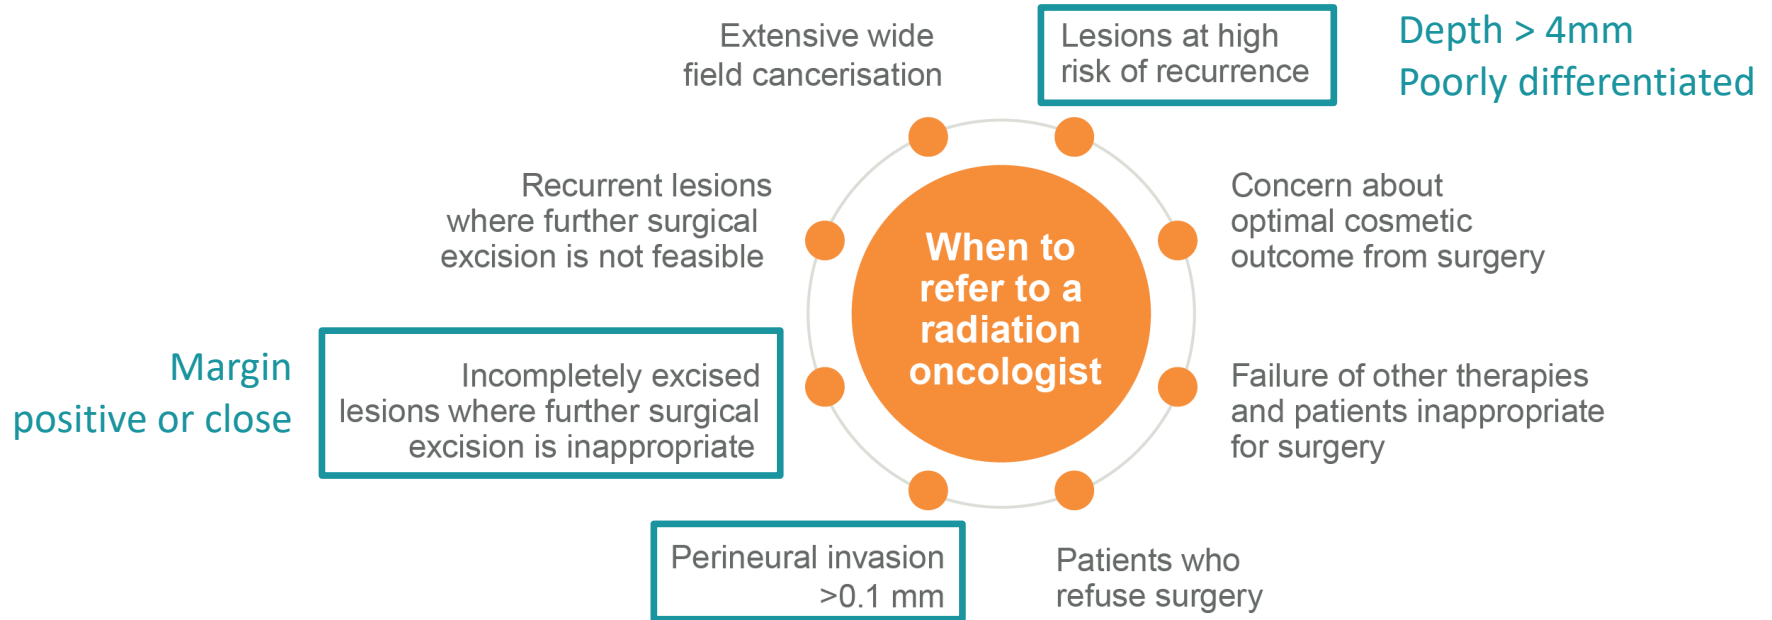 When to
refer to a
radiation
oncologist
Extensive wide
field cancerisation
Lesions at high
risk of recurrence
Depth > 4mm
Poorly differentiated
Concern about
optimal cosmetic
outcome from surgery
Failure of other therapies
and patients inappropriate
for surgery
Patients who
refuse surgery
Perineural invasion
>0.1 mm
Margin
positive or close
Incompletely excised
lesions where further surgical
excision is inappropriate
Recurrent lesions
where further surgical
excision is not feasible